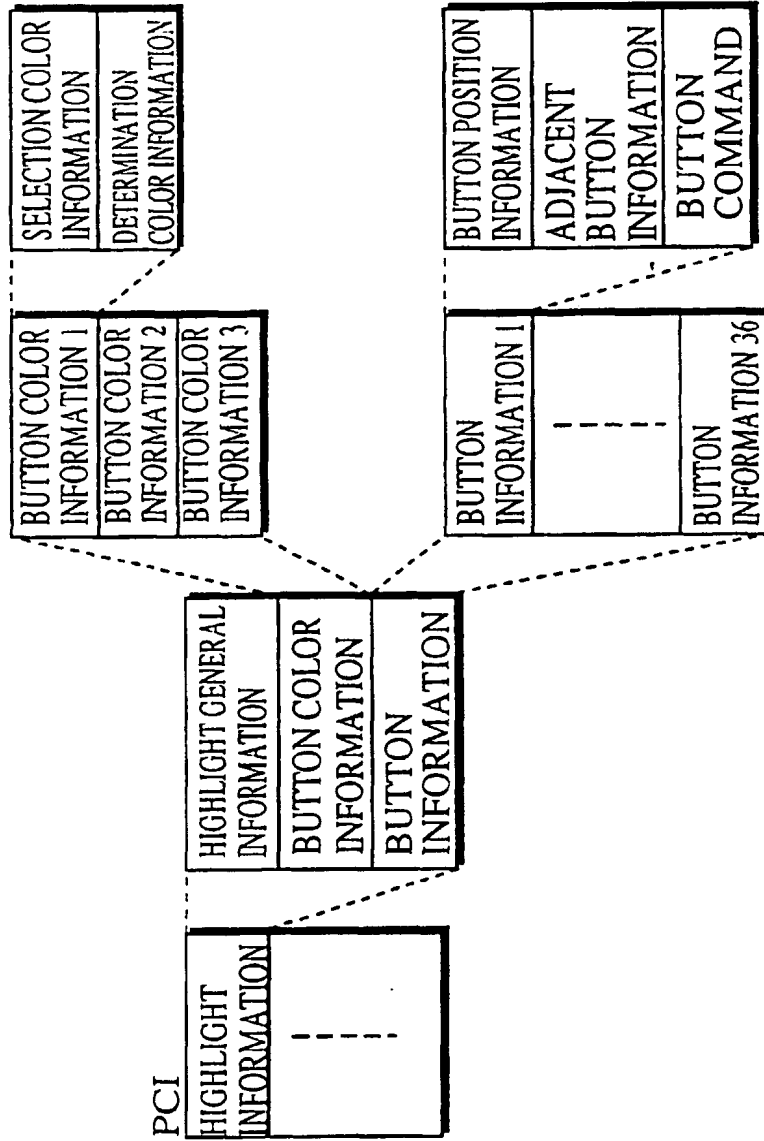 PCI
HIGHLIGHT
INFORMATION
HIGHLIGHT GENERAL
INFORMATION
BUTTON COLOR
INFORMATION
BUTTON
INFORMATION
BUTTON COLOR
INFORMATION 1
BUTTON COLOR
INFORMATION 2
BUTTON COLOR
INFORMATION 3
SELECTION COLOR
INFORMATION
DETERMINATION
COLOR INFORMATION
BUTTON
INFORMATION 1
BUTTON
INFORMATION 36
BUTTON POSITION
INFORMATION
ADJACENT
BUTTON
INFORMATION
BUTTON
COMMAND